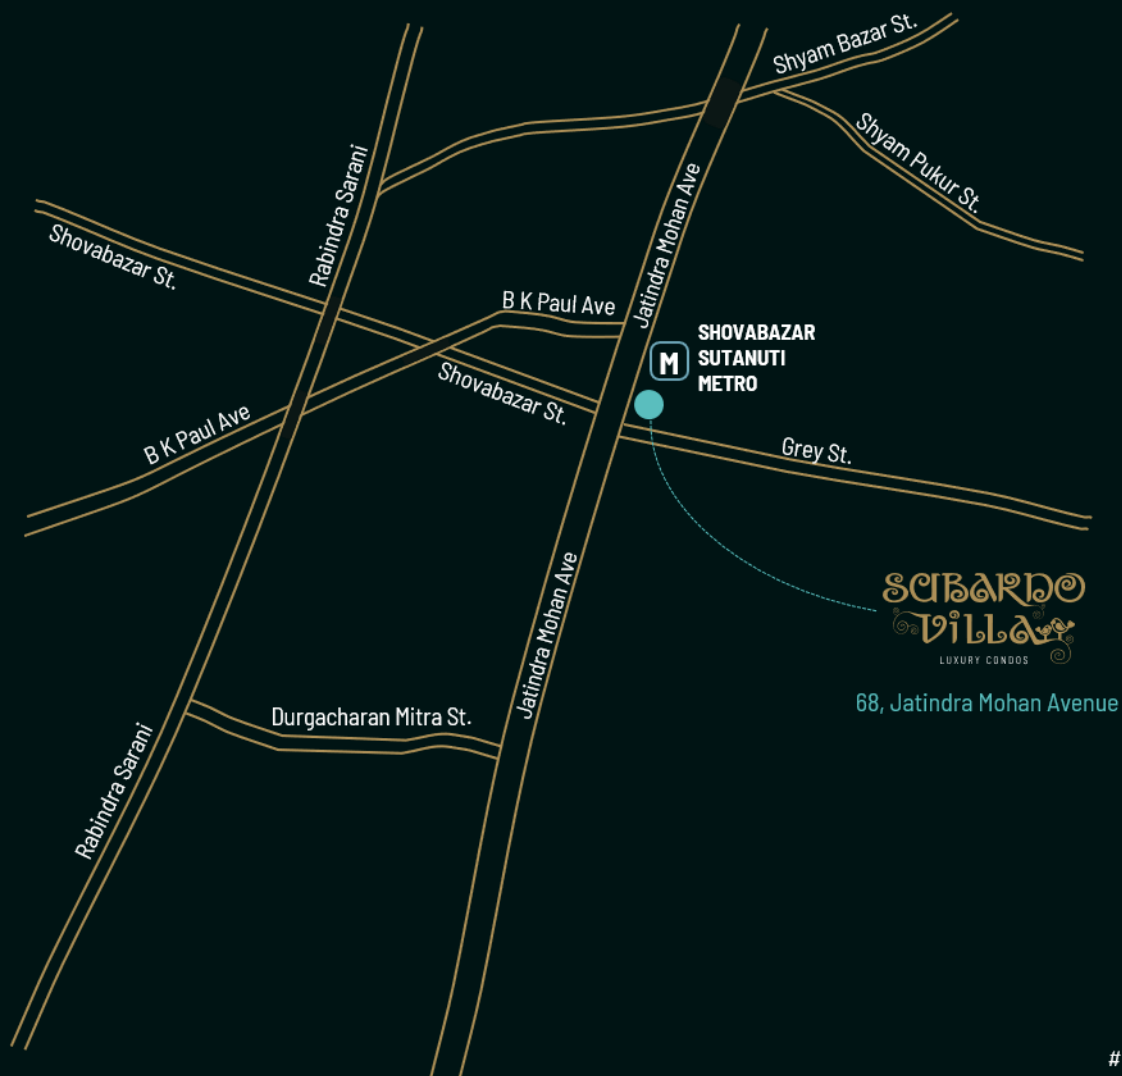 Shyam Bazar St.
Shyam Pukur St.
Rabindra Sarani
Jatindra Mohan Ave
Shovabazar St.
B K Paul Ave
M
SHOVABAZAR
SUTANUTI
METRO
Shovabazar St.
B K Paul Ave
Grey St.
Jatindra Mohan Ave
SUBARDO
VILLA
LUXURY CONDOS
68, Jatindra Mohan Avenue
Durgacharan Mitra St.
Rabindra Sarani
#